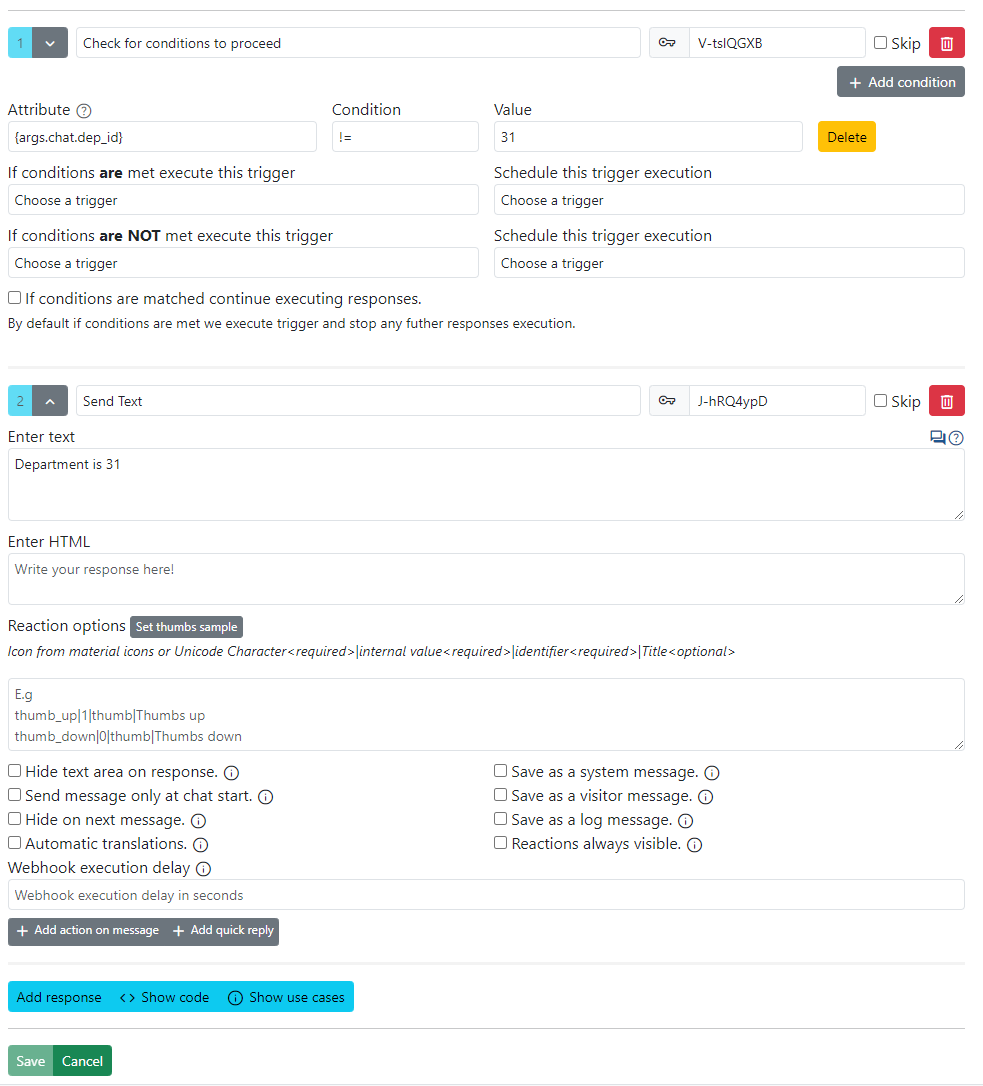 1 Check for conditions to proceed V-tslQGXB Skip
+ Add condition
Attribute Condition Value
{args.chat.dep_id} != 31 Delete
If conditions are met execute this trigger Schedule this trigger execution
Choose a trigger Choose a trigger
If conditions are NOT met execute this trigger Schedule this trigger execution
Choose a trigger Choose a trigger
If conditions are matched continue executing responses.
By default if conditions are met we execute trigger and stop any futher responses execution.
2 Send Text J-hRQ4ypD Skip
Enter text
Department is 31
Enter HTML
Write your response here!
Reaction options Set thumbs sample
Icon from material icons or Unicode Character<required>|internal value<required>|identifier<required>|Title<optional>
E.g
thumb_up|1|thumb|Thumbs up
thumb_down|0|thumb|Thumbs down
Hide text area on response. Save as a system message.
Send message only at chat start. Save as a visitor message.
Hide on next message. Save as a log message.
Automatic translations. Reactions always visible.
Webhook execution delay
Webhook execution delay in seconds
+ Add action on message + Add quick reply
Add response <> Show code Show use cases
Save Cancel